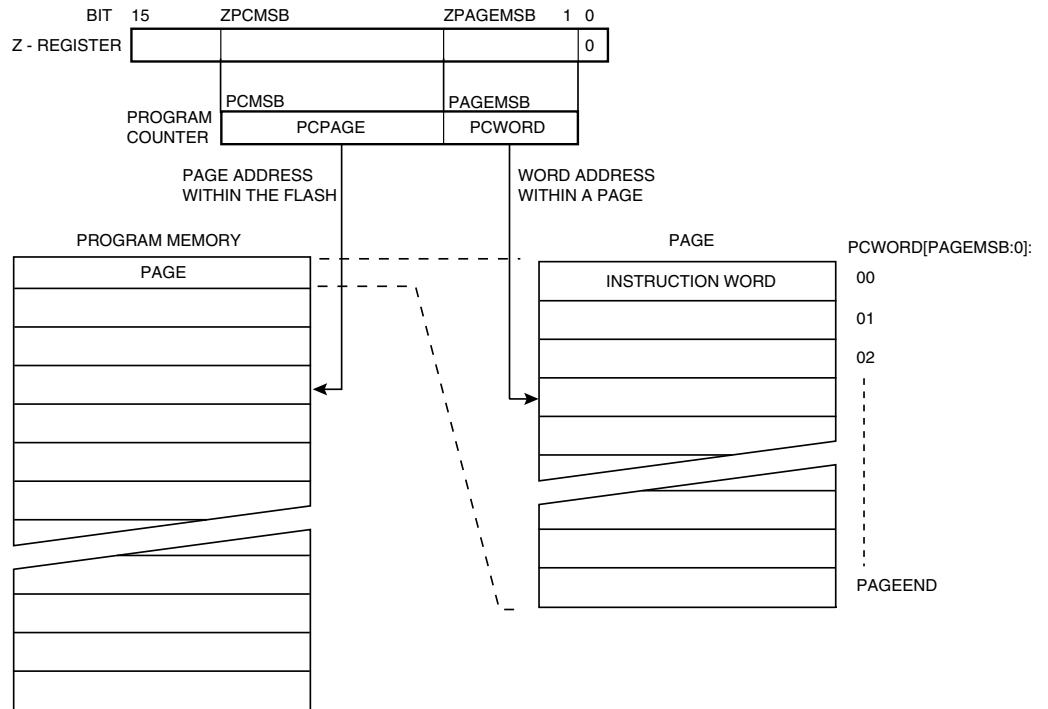 BIT 15 ZPCMSB ZPAGEMSB 1 0
Z - REGISTER 0
PCMSB PAGEMSB
PROGRAM
COUNTER
PCPAGE PCWORD
PAGE ADDRESS
WITHIN THE FLASH
WORD ADDRESS
WITHIN A PAGE
PROGRAM MEMORY
PAGE
PAGE
PCWORD[PAGEMSB:0]:
INSTRUCTION WORD
00
01
02
PAGEEND